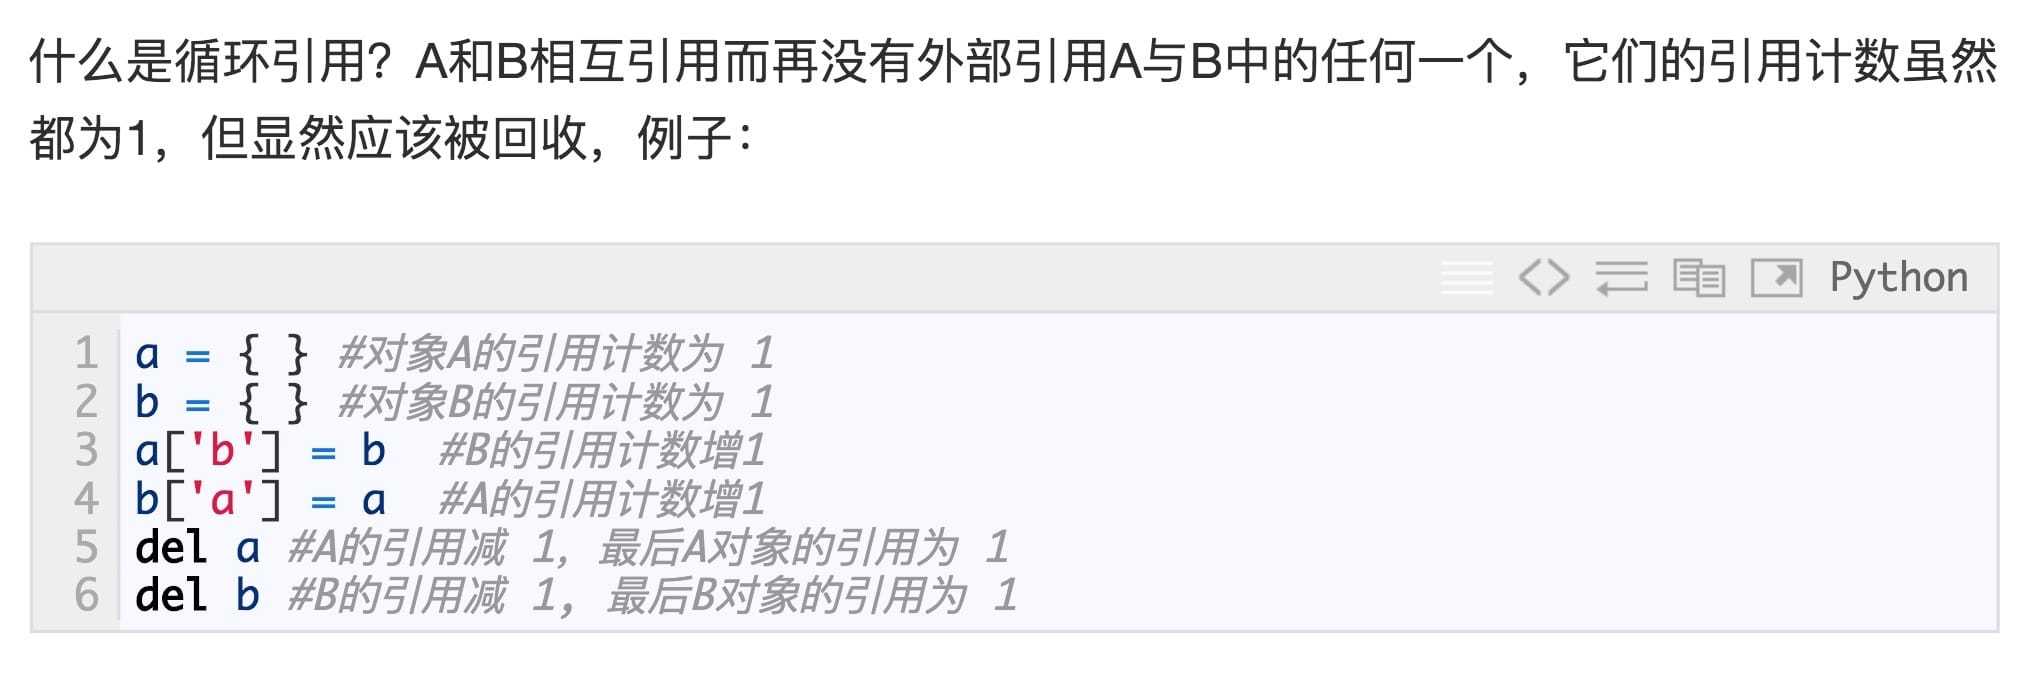 什么是循环引用？A和B相互引用而再没有外部引用A与B中的任何一个，它们的引用计数虽然
都为1，但显然应该被回收，例子：
Python
1 a = { } #对象A的引用计数为 1
2 b = { } #对象B的引用计数为 1
3 a['b'] = b  #B的引用计数增1
4 b['a'] = a  #A的引用计数增1
5 del a #A的引用减 1，最后A对象的引用为 1
6 del b #B的引用减 1, 最后B对象的引用为 1